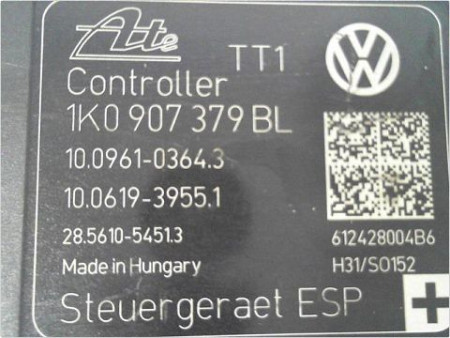 Ate TT1
Controller
1K0 907 379 BL
10.0961-0364.3
10.0619-3955.1
28.5610-5451.3 612428004B6
Made in Hungary H31/SO152
Steuergeraet ESP